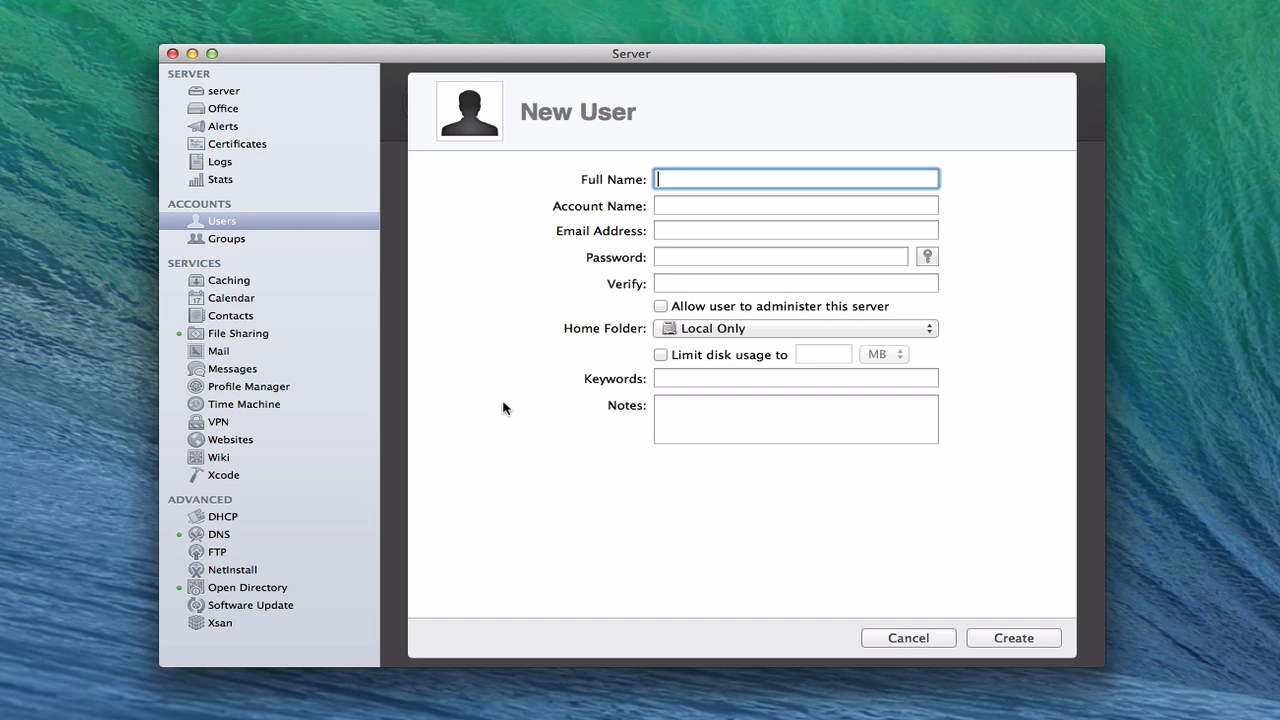 Server
SERVER
server
Office
Alerts
Certificates
Logs
Stats
ACCOUNTS
Users
Groups
SERVICES
Caching
17
Calendar
Contacts
File Sharing
Mail
Messages
Profile Manager
Time Machine
VPN
Websites
Wiki
Xcode
ADVANCED
DHCP
DNS
FTP
NetInstall
Open Directory
Software Update
Xsan
New User
Full Name:
Account Name:
Email Address:
Password:
Verify:
Allow user to administer this server
Home Folder: Local Only
Limit disk usage to MB
Keywords:
Notes:
Cancel Create